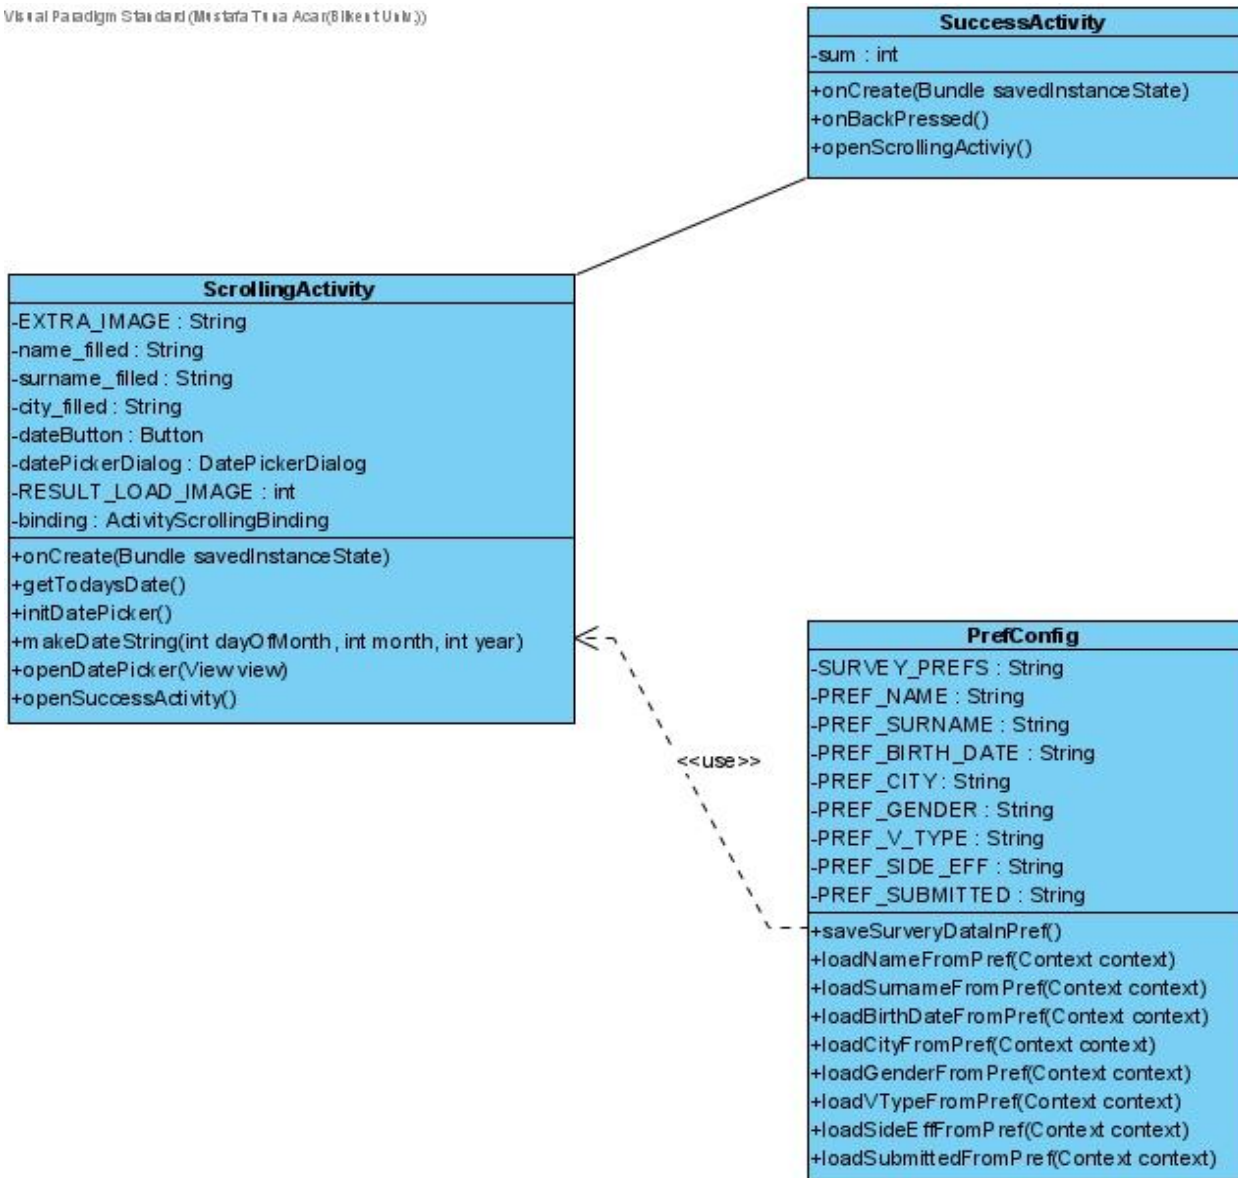 Visual Paradigm Standard(Mustafa Tuna Acar(Bilkent Univ.))
SuccessActivity
-sum : int
+onCreate(Bundle savedInstanceState)
+onBackPressed()
+openScrollingActiviy()
ScrollingActivity
-EXTRA_IMAGE : String
-name_filled : String
-surname_filled : String
-city_filled : String
-dateButton : Button
-datePickerDialog : DatePickerDialog
-RESULT_LOAD_IMAGE : int
-binding : ActivityScrollingBinding
+onCreate(Bundle savedInstanceState)
+getTodaysDate()
+initDatePicker()
+makeDateString(int dayOfMonth, int month, int year)
+openDatePicker(View view)
+openSuccessActivity()
<<use>>
PrefConfig
-SURVEY_PREFS : String
-PREF_NAME : String
-PREF_SURNAME : String
-PREF_BIRTH_DATE : String
-PREF_CITY : String
-PREF_GENDER : String
-PREF_V_TYPE : String
-PREF_SIDE_EFF : String
-PREF_SUBMITTED : String
+saveSurveryDataInPref()
+loadNameFromPref(Context context)
+loadSurnameFromPref(Context context)
+loadBirthDateFromPref(Context context)
+loadCityFromPref(Context context)
+loadGenderFromPref(Context context)
+loadVTypeFromPref(Context context)
+loadSideEffFromPref(Context context)
+loadSubmittedFromPref(Context context)